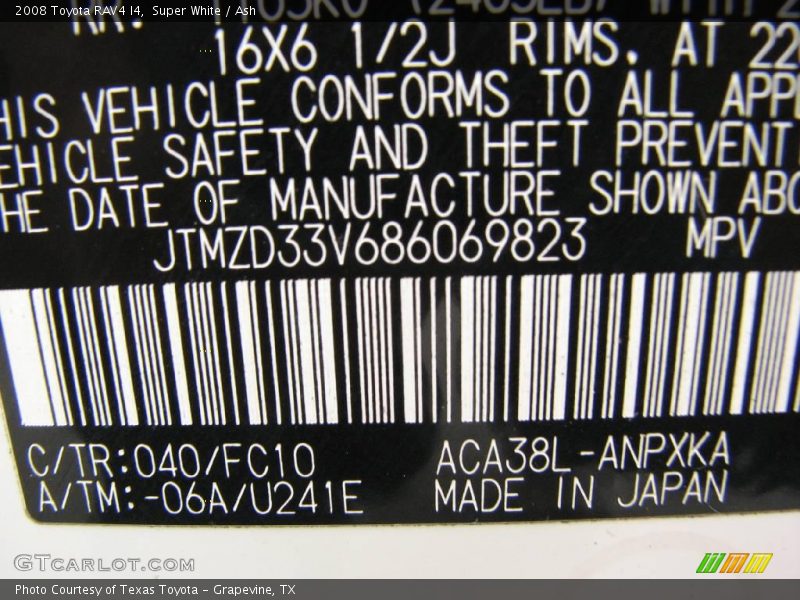 2008 Toyota RAV4 I4, Super White / Ash
16X6 1/2J RIMS. AT 22
HIS VEHICLE CONFORMS TO ALL APPL
EHICLE SAFETY AND THEFT PREVENT
HE DATE OF MANUFACTURE SHOWN ABO
JTMZD33V686069823 MPV
C/TR:040/FC10 ACA38L-ANPXKA
A/TM:-06A/U241E MADE IN JAPAN
GTCARLOT.COM
Photo Courtesy of Texas Toyota - Grapevine, TX